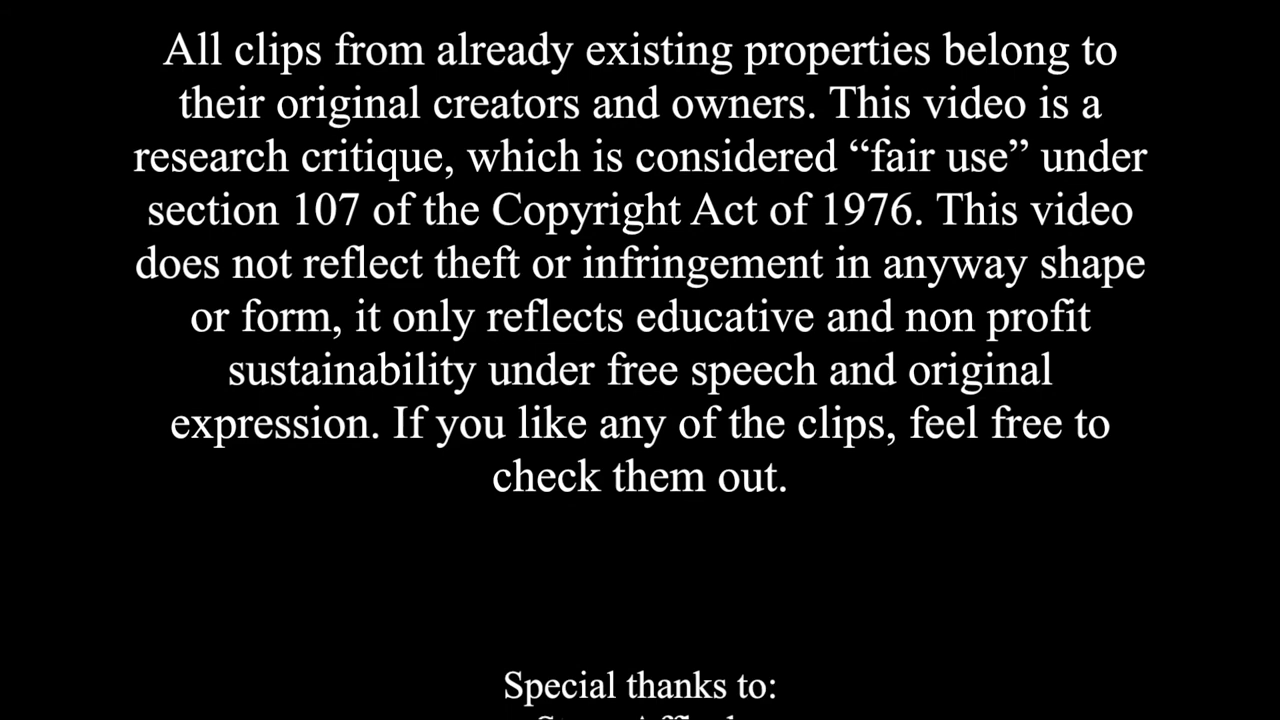 All clips from already existing properties belong to
their original creators and owners. This video is a
research critique, which is considered “fair use” under
section 107 of the Copyright Act of 1976. This video
does not reflect theft or infringement in anyway shape
or form, it only reflects educative and non profit
sustainability under free speech and original
expression. If you like any of the clips, feel free to
check them out.
Special thanks to: